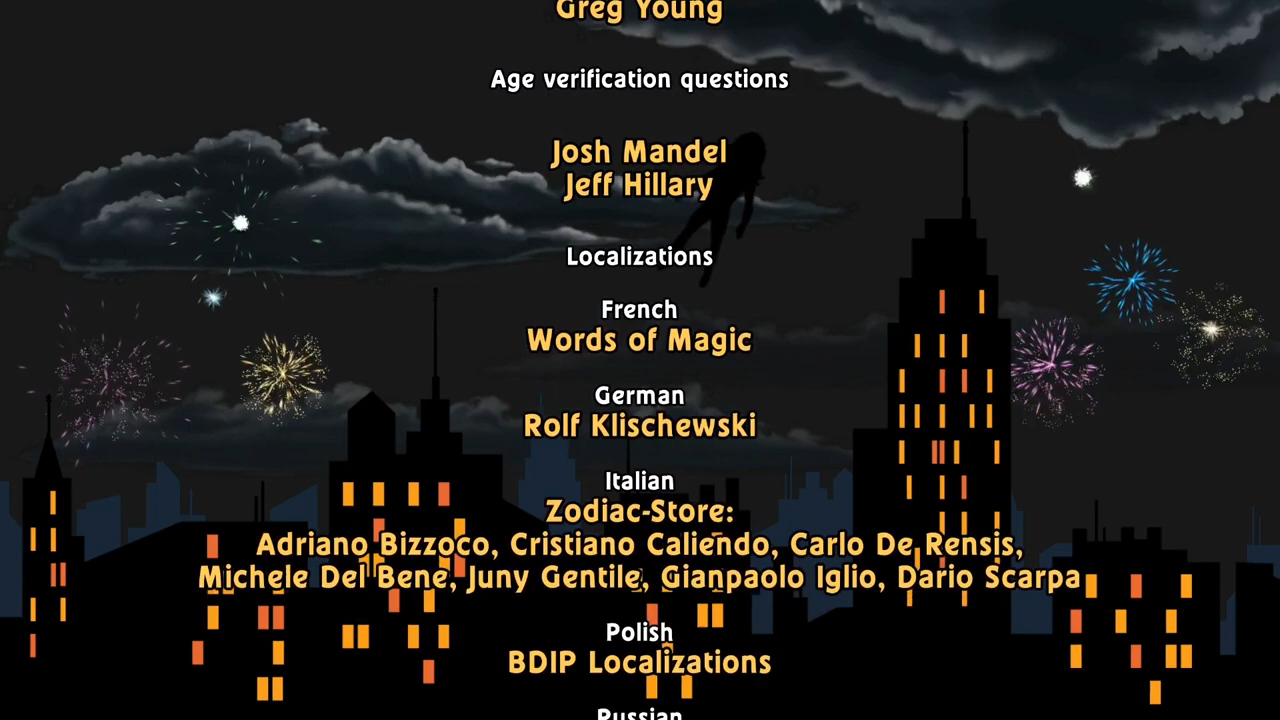 Greg Young
Age verification questions
Josh Mandel
Jeff Hillary
Localizations
French
Words of Magic
German
Rolf Klischewski
Italian
Zodiac-Store:
Adriano Bizzoco, Cristiano Caliendo, Carlo De Rensis,
Michele Del Bene, Juny Gentile, Gianpaolo Iglio, Dario Scarpa
Polish
BDIP Localizations
Russian